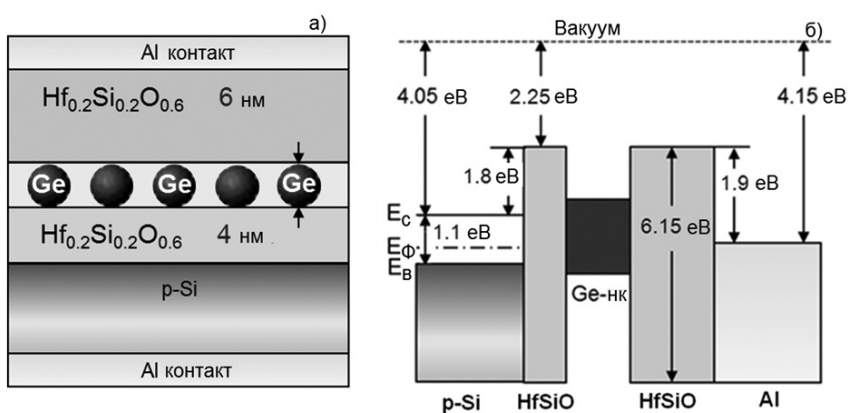 а)
Al контакт
Hf0.2Si0.2O0.6 6 нм
Ge Ge Ge
Hf0.2Si0.2O0.6 4 нм
p-Si
Al контакт
Вакуум
б)
4.05 еВ 2.25 еВ 4.15 еВ
1.8 еВ 1.9 еВ
EC
6.15 еВ
1.1 еВ
EФ
EВ
Ge-нк
p-Si HfSiO HfSiO Al